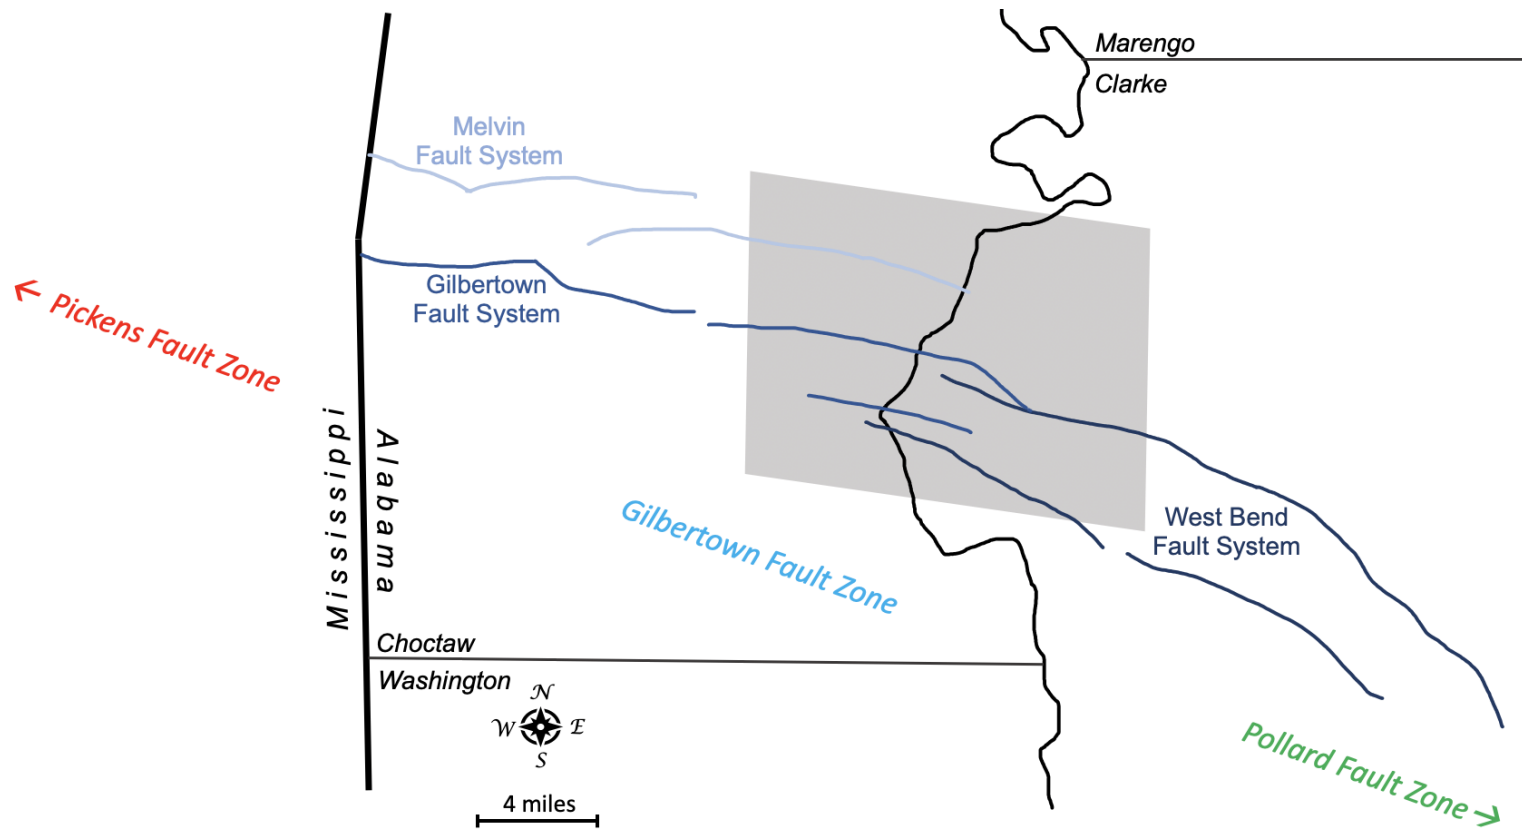 Marengo
Clarke
Melvin
Fault System
Gilbertown
Fault System
← Pickens Fault Zone
Mississippi
Alabama
Gilbertown Fault Zone
West Bend
Fault System
Choctaw
Washington
N
W E
S
Pollard Fault Zone →
4 miles